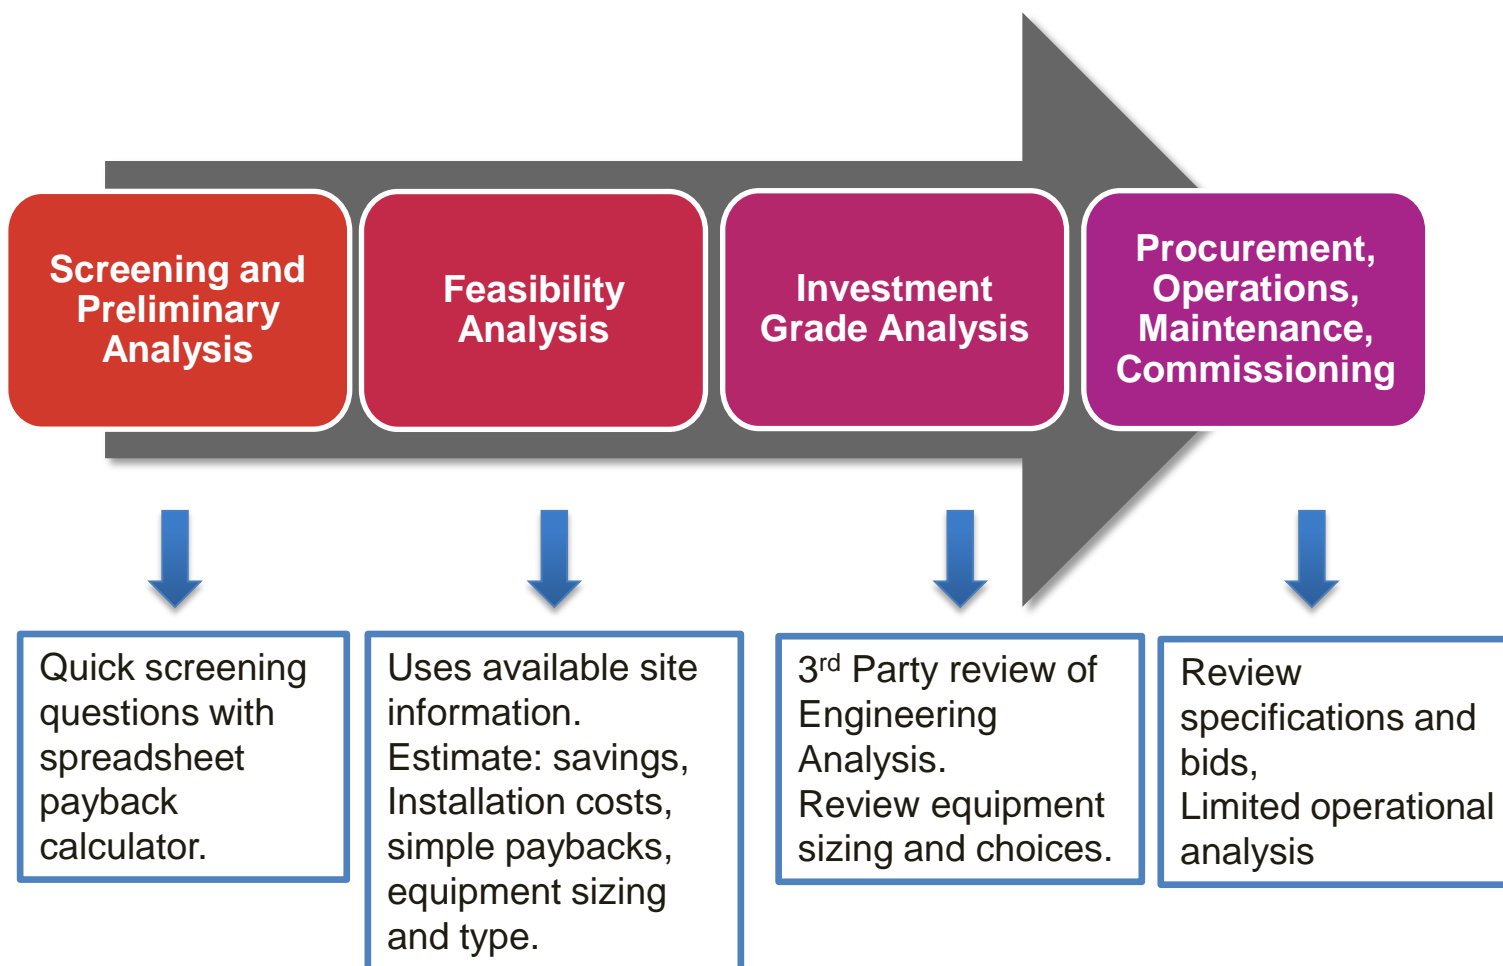 Screening and
Preliminary
Analysis
Feasibility
Analysis
Investment
Grade Analysis
Procurement,
Operations,
Maintenance,
Commissioning
Quick screening
questions with
spreadsheet
payback
calculator.
Uses available site
information.
Estimate: savings,
Installation costs,
simple paybacks,
equipment sizing
and type.
3rd Party review of
Engineering
Analysis.
Review equipment
sizing and choices.
Review
specifications and
bids,
Limited operational
analysis